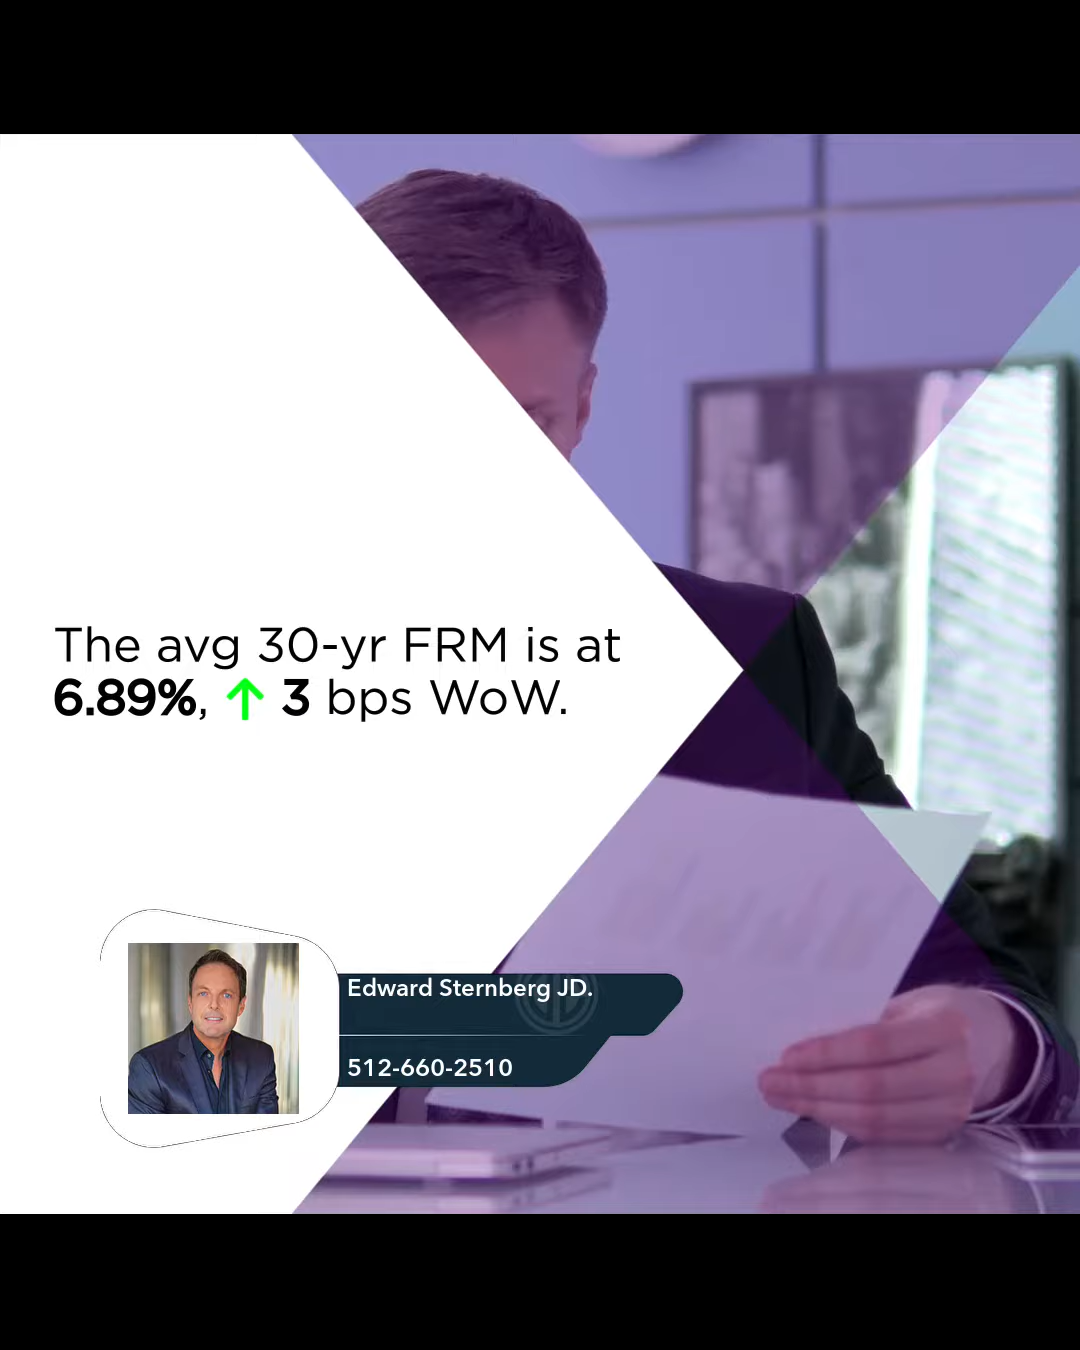 The avg 30-yr FRM is at
6.89%, ↑ 3 bps WoW.
Edward Sternberg JD.
512-660-2510